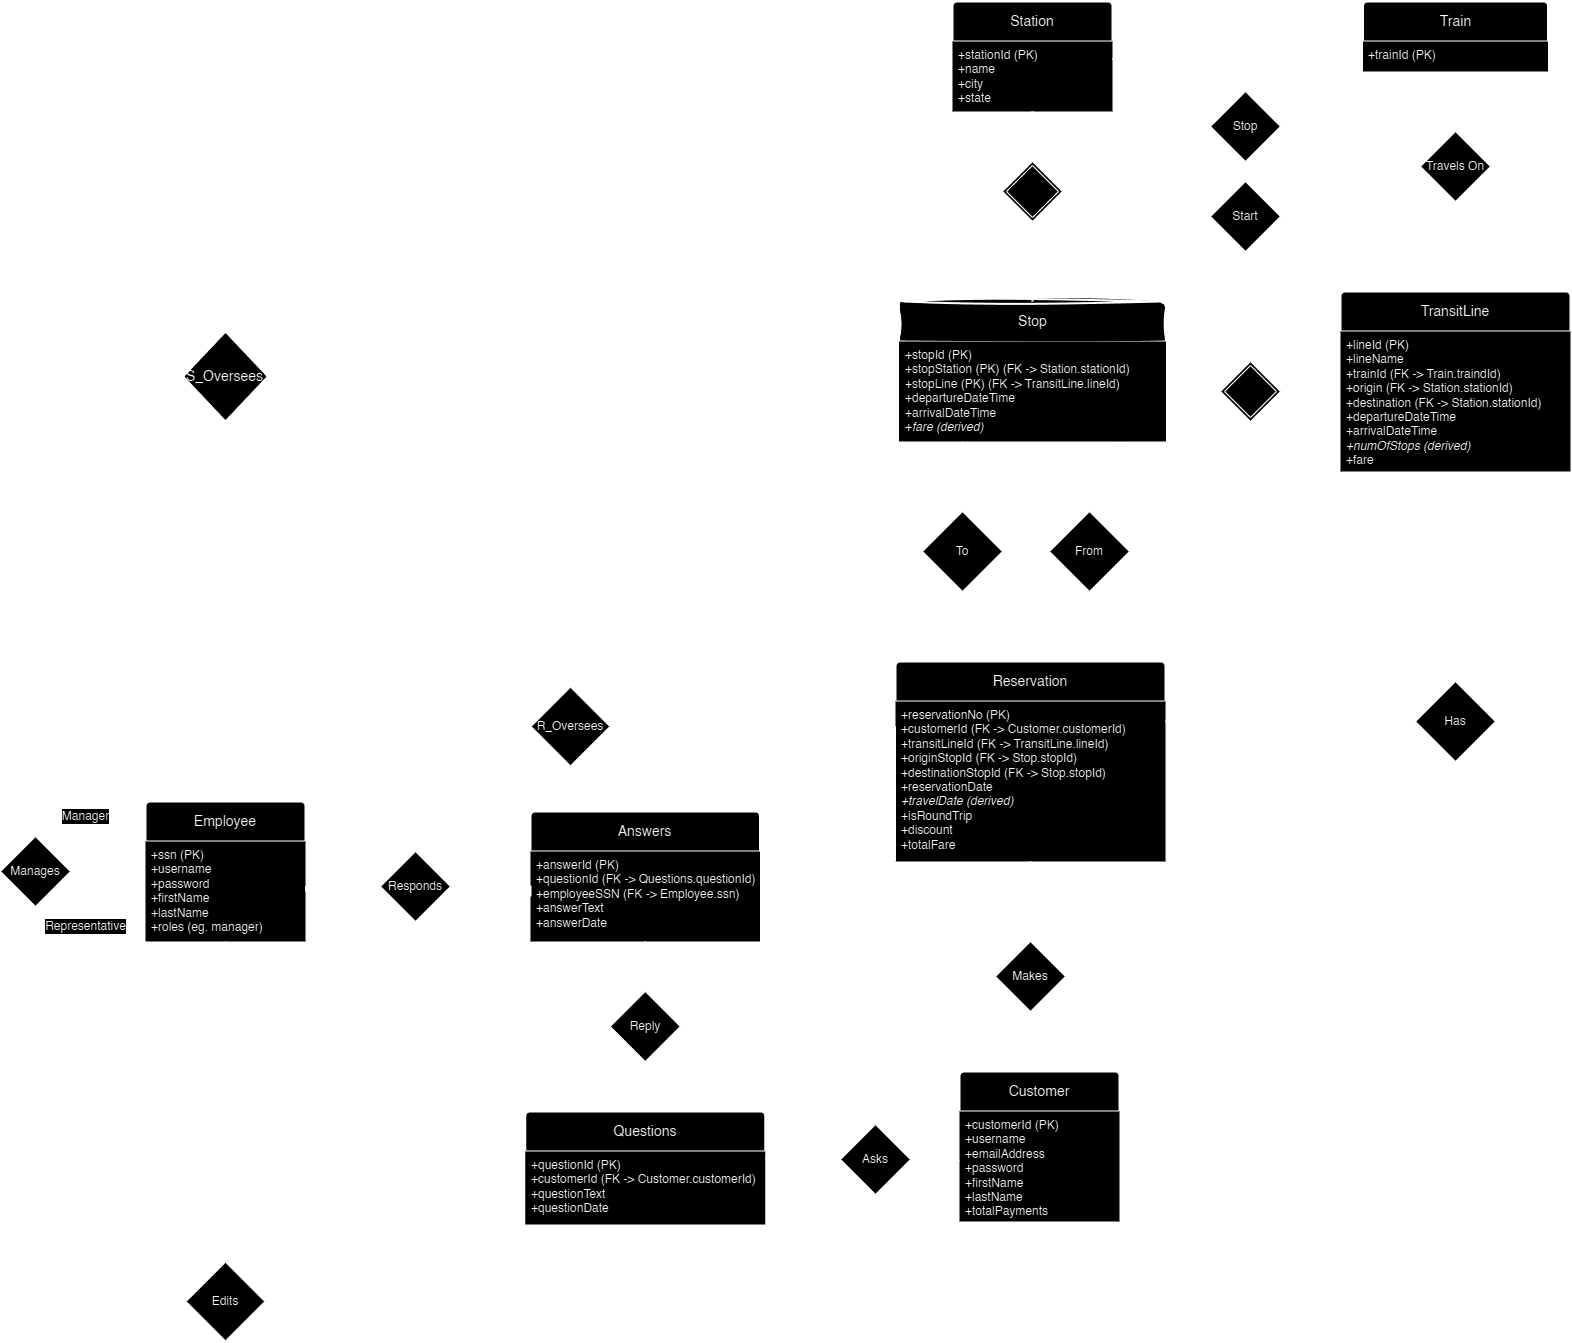 Station
+stationId (PK)
+name
+city
+state
Train
+trainId (PK)
Stop
Travels On
Start
Stop
+stopId (PK)
+stopStation (PK) (FK -> Station.stationId)
+stopLine (PK) (FK -> TransitLine.lineId)
+departureDateTime
+arrivalDateTime
+fare (derived)
TransitLine
+lineId (PK)
+lineName
+trainId (FK -> Train.traindId)
+origin (FK -> Station.stationId)
+destination (FK -> Station.stationId)
+departureDateTime
+arrivalDateTime
+numOfStops (derived)
+fare
S_Oversees
To
From
Reservation
+reservationNo (PK)
+customerId (FK -> Customer.customerId)
+transitLineId (FK -> TransitLine.lineId)
+originStopId (FK -> Stop.stopId)
+destinationStopId (FK -> Stop.stopId)
+reservationDate
+travelDate (derived)
+isRoundTrip
+discount
+totalFare
Has
R_Oversees
Manager
Manages
Representative
Employee
+ssn (PK)
+username
+password
+firstName
+lastName
+roles (eg. manager)
Responds
Answers
+answerId (PK)
+questionId (FK -> Questions.questionId)
+employeeSSN (FK -> Employee.ssn)
+answerText
+answerDate
Makes
Reply
Questions
+questionId (PK)
+customerId (FK -> Customer.customerId)
+questionText
+questionDate
Asks
Customer
+customerId (PK)
+username
+emailAddress
+password
+firstName
+lastName
+totalPayments
Edits